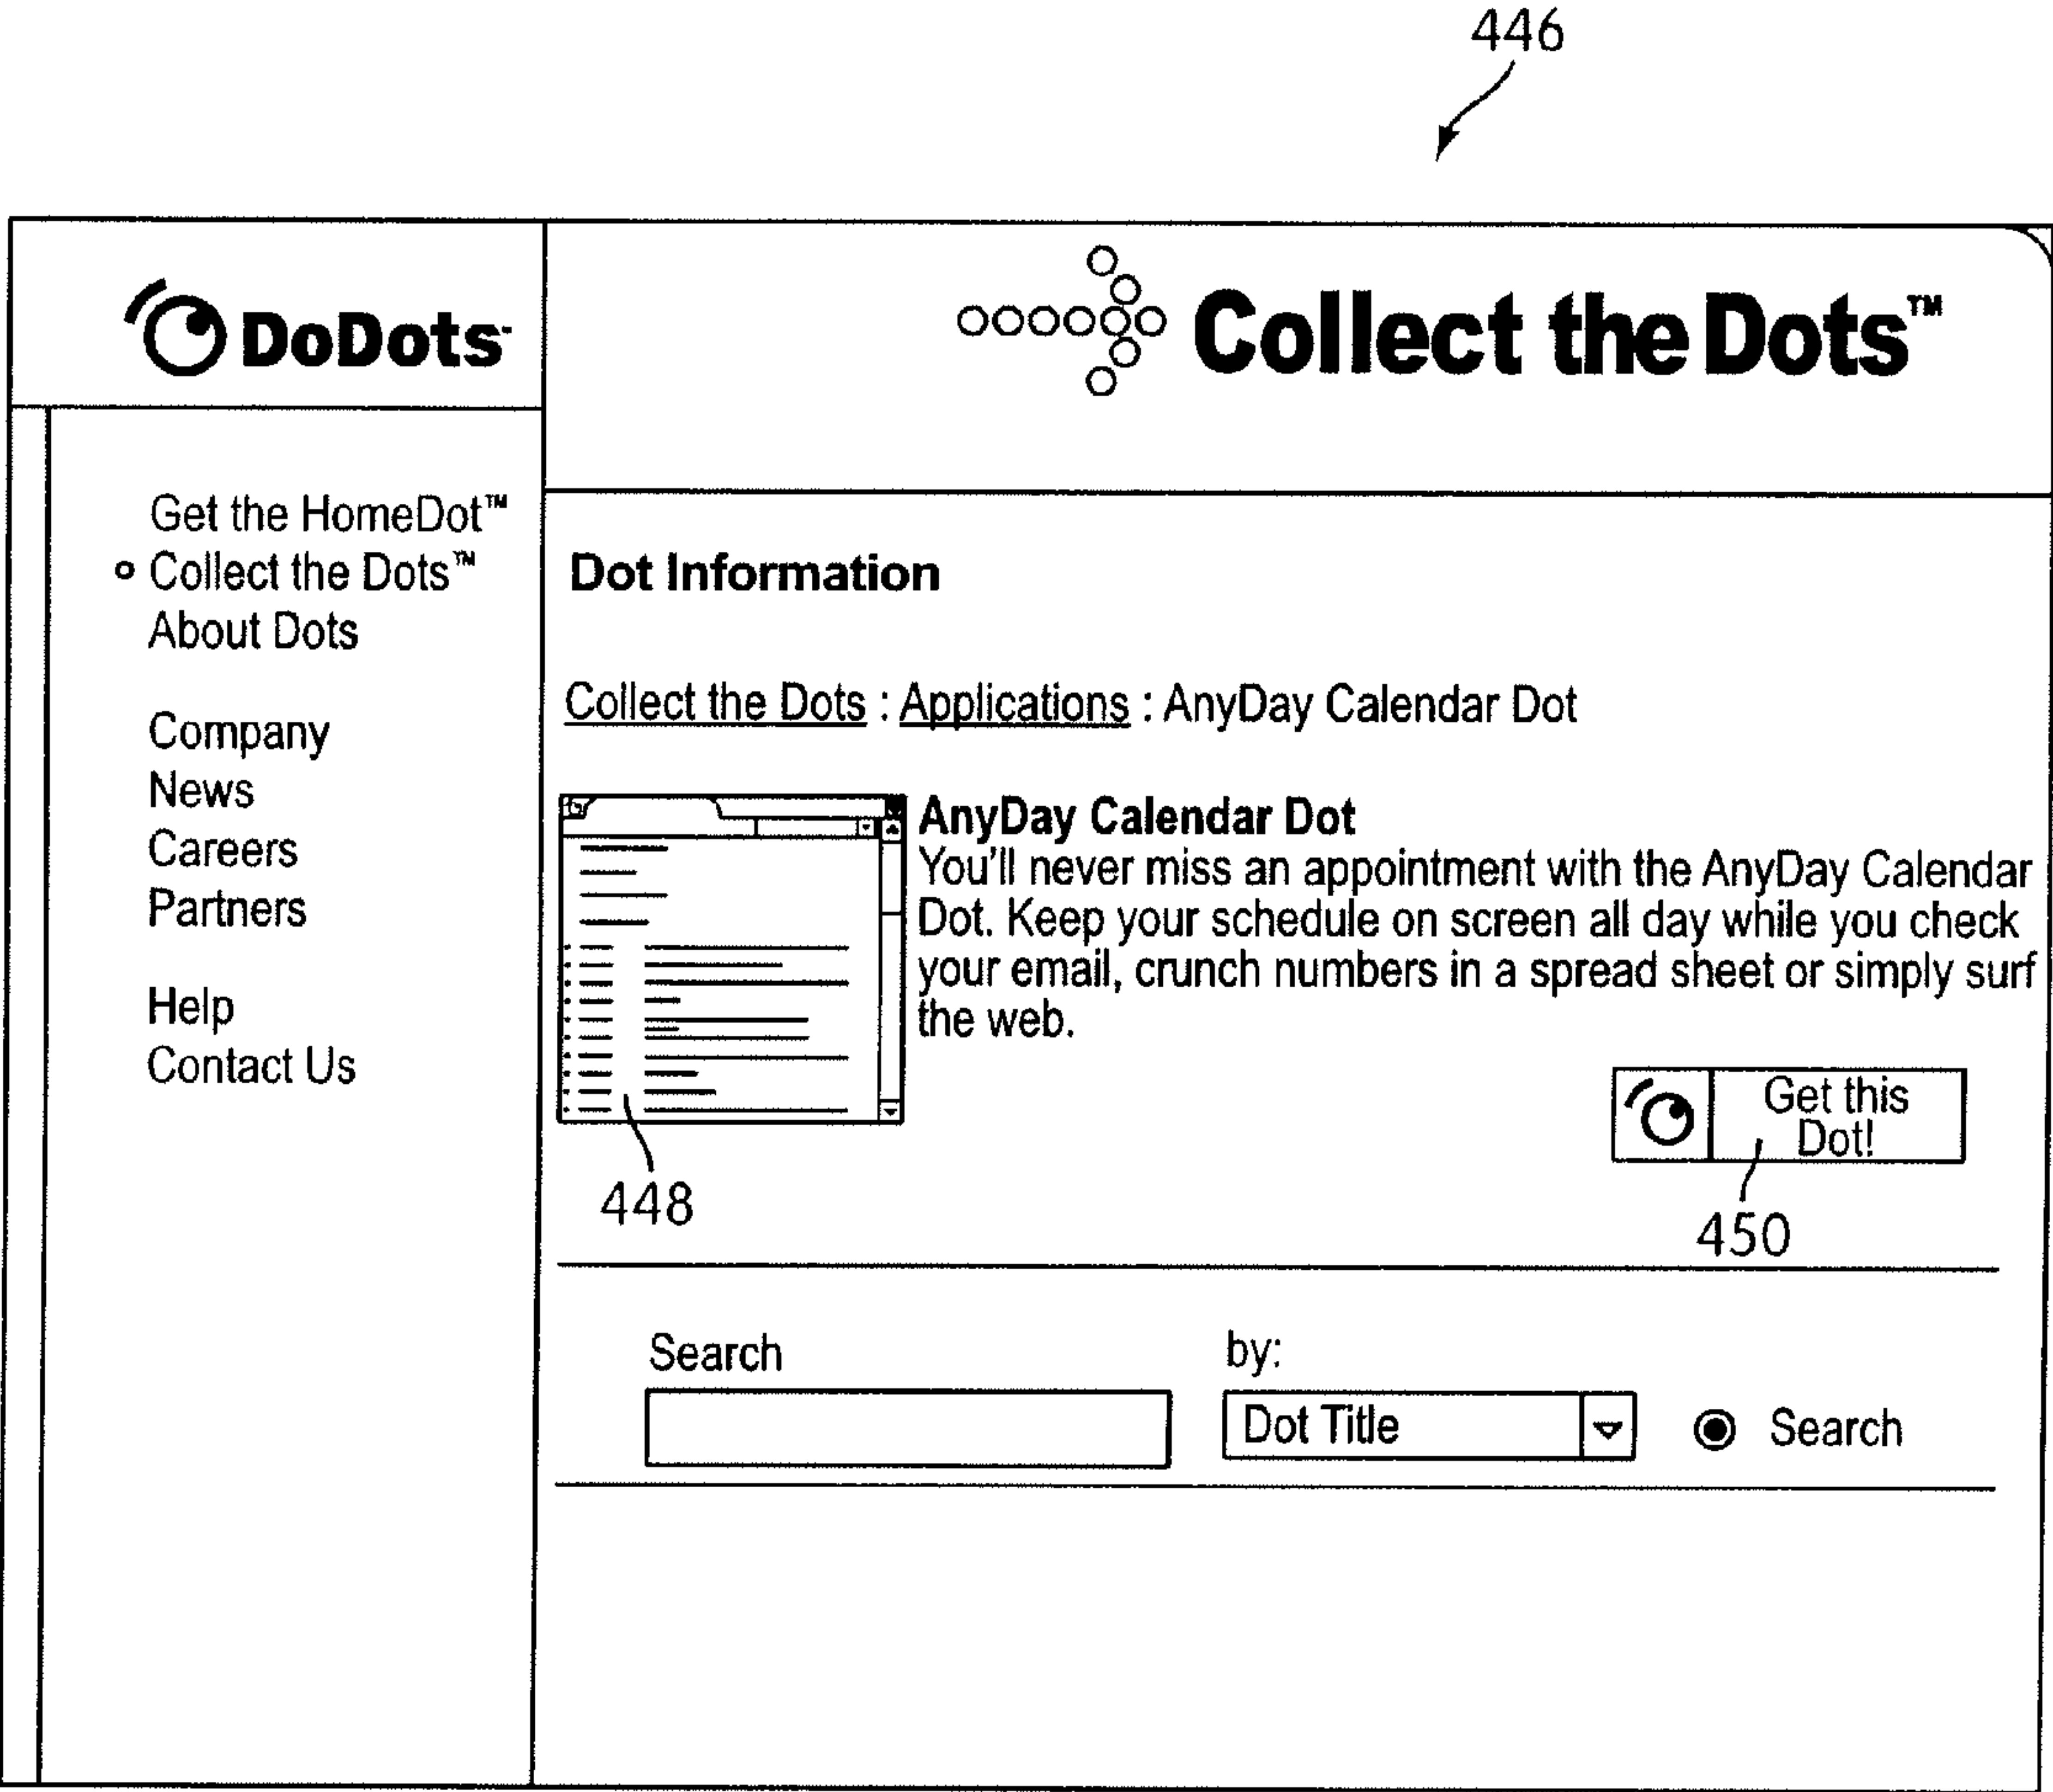 446
DoDots
Collect the Dots™
Get the HomeDot™
Collect the Dots™
About Dots
Company
News
Careers
Partners
Help
Contact Us
Dot Information
Collect the Dots : Applications : AnyDay Calendar Dot
AnyDay Calendar Dot
You'll never miss an appointment with the AnyDay Calendar
Dot. Keep your schedule on screen all day while you check
your email, crunch numbers in a spread sheet or simply surf
the web.
448
Get this
Dot!
450
Search by:
Dot Title Search